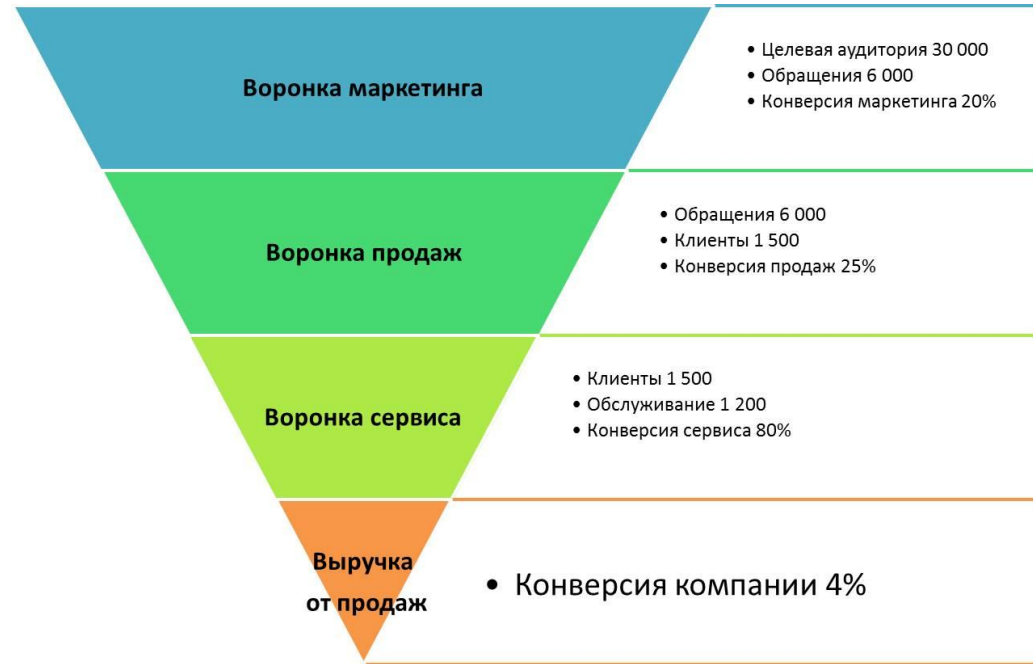 Воронка маркетинга
• Целевая аудитория 30 000
• Обращения 6 000
• Конверсия маркетинга 20%
Воронка продаж
• Обращения 6 000
• Клиенты 1 500
• Конверсия продаж 25%
Воронка сервиса
• Клиенты 1 500
• Обслуживание 1 200
• Конверсия сервиса 80%
Выручка
от продаж
• Конверсия компании 4%